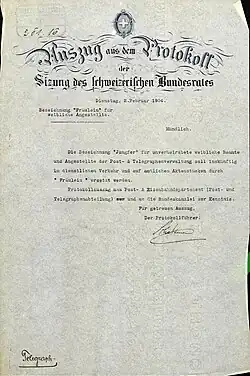 Auszug aus dem Protokoll
der
Sitzung des schweizerischen Bundesrates
Dienstag, 2. Februar 1904.
Bezeichnung "Fräulein" für
weibliche Angestellte.
Mündlich.
Die Bezeichnung "Jungfer" für unverheiratete weibliche Beamte
und Angestellte der Post- & Telegraphenverwaltung soll inskünftig
im dienstlichen Verkehr und auf amtlichen Aktenstücken durch
" Fräulein " ersetzt werden.
Protokollauszug ans Post- & Eisenbahndepartement (Post- und
Telegraphenabteilung) und an die Bundeskanzlei zur Kenntnis.
Für getreuen Auszug,
Der Protokollführer:
Telegraph.